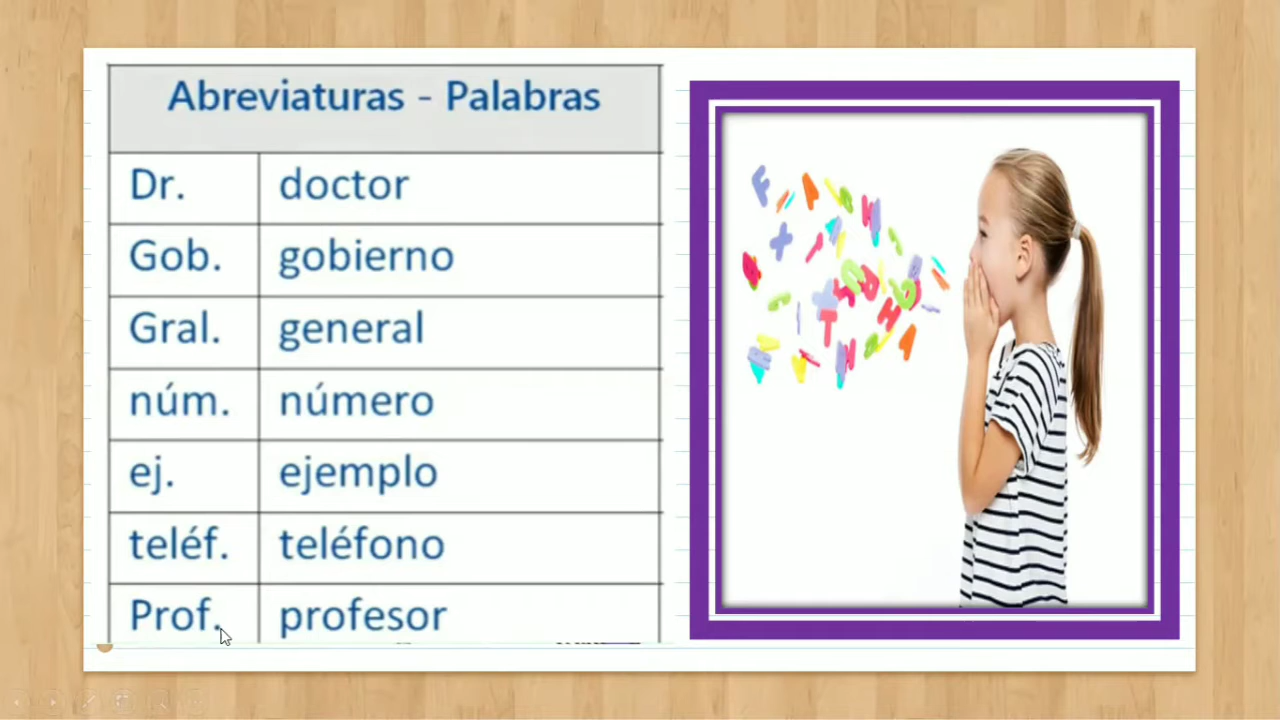 Abreviaturas - Palabras
Dr. doctor
Gob. gobierno
Gral. general
núm. número
ej. ejemplo
teléf. teléfono
Prof. profesor